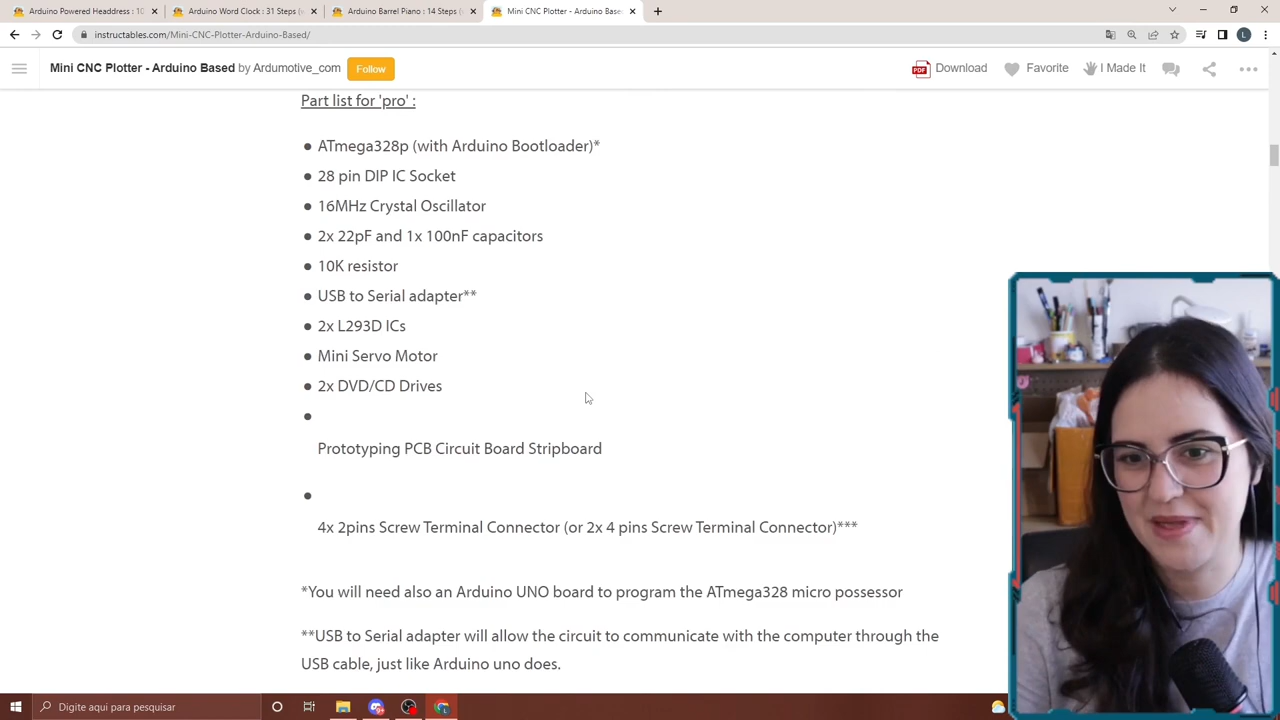 Arduino Powered Headdress : 10
Arduino Word Clock : 31 Steps (w
Arduino Barrel Piano : 14 Steps (w
Mini CNC Plotter - Arduino Base
instructables.com/Mini-CNC-Plotter-Arduino-Based/
L
Mini CNC Plotter - Arduino Based by Ardumotive_com
Follow
PDF
Download
Favorite
I Made It
Part list for 'pro' :
● ATmega328p (with Arduino Bootloader)*
● 28 pin DIP IC Socket
● 16MHz Crystal Oscillator
● 2x 22pF and 1x 100nF capacitors
● 10K resistor
● USB to Serial adapter**
● 2x L293D ICs
● Mini Servo Motor
● 2x DVD/CD Drives
●
Prototyping PCB Circuit Board Stripboard
●
4x 2pins Screw Terminal Connector (or 2x 4 pins Screw Terminal Connector)***
*You will need also an Arduino UNO board to program the ATmega328 micro possessor
**USB to Serial adapter will allow the circuit to communicate with the computer through the
USB cable, just like Arduino uno does.
Digite aqui para pesquisar